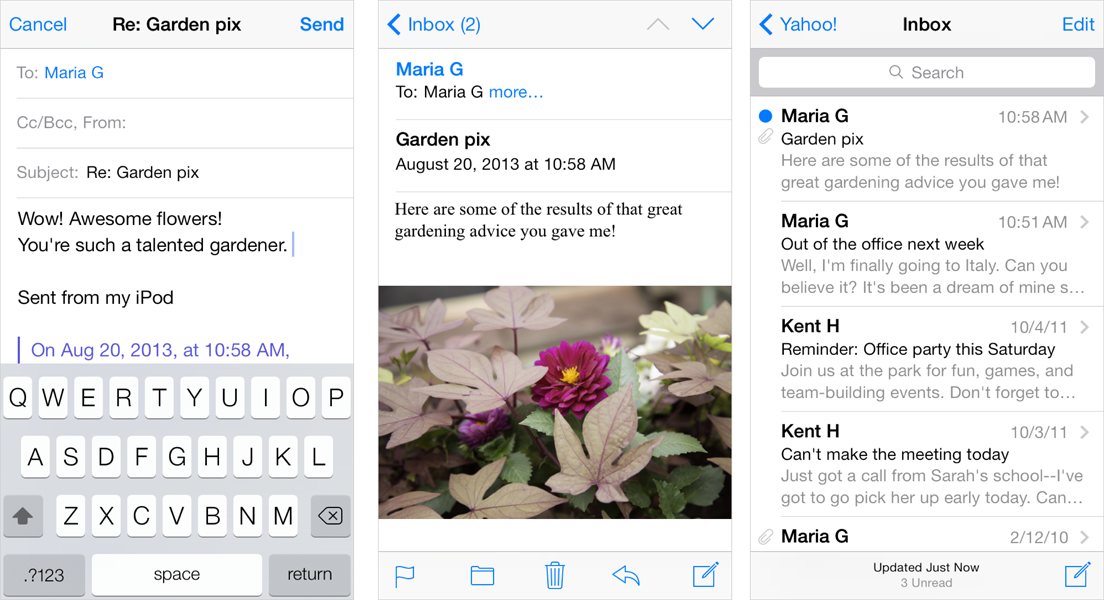 Cancel Re: Garden pix Send
To: Maria G
Cc/Bcc, From:
Subject: Re: Garden pix
Wow! Awesome flowers!
You're such a talented gardener.
Sent from my iPod
On Aug 20, 2013, at 10:58 AM,
Q W E R T Y U I O P
A S D F G H J K L
Z X C V B N M
.?123 space return
Inbox (2)
Maria G
To: Maria G more...
Garden pix
August 20, 2013 at 10:58 AM
Here are some of the results of that great
gardening advice you gave me!
Yahoo! Inbox Edit
Search
Maria G 10:58 AM
Garden pix
Here are some of the results of that
great gardening advice you gave me!
Maria G 10:51 AM
Out of the office next week
Well, I'm finally going to Italy. Can you
believe it? It's been a dream of mine s...
Kent H 10/4/11
Reminder: Office party this Saturday
Join us at the park for fun, games, and
team-building events. Don't forget to...
Kent H 10/3/11
Can't make the meeting today
Just got a call from Sarah's school--I've
got to go pick her up early today. Can...
Maria G 2/12/10
Updated Just Now
3 Unread